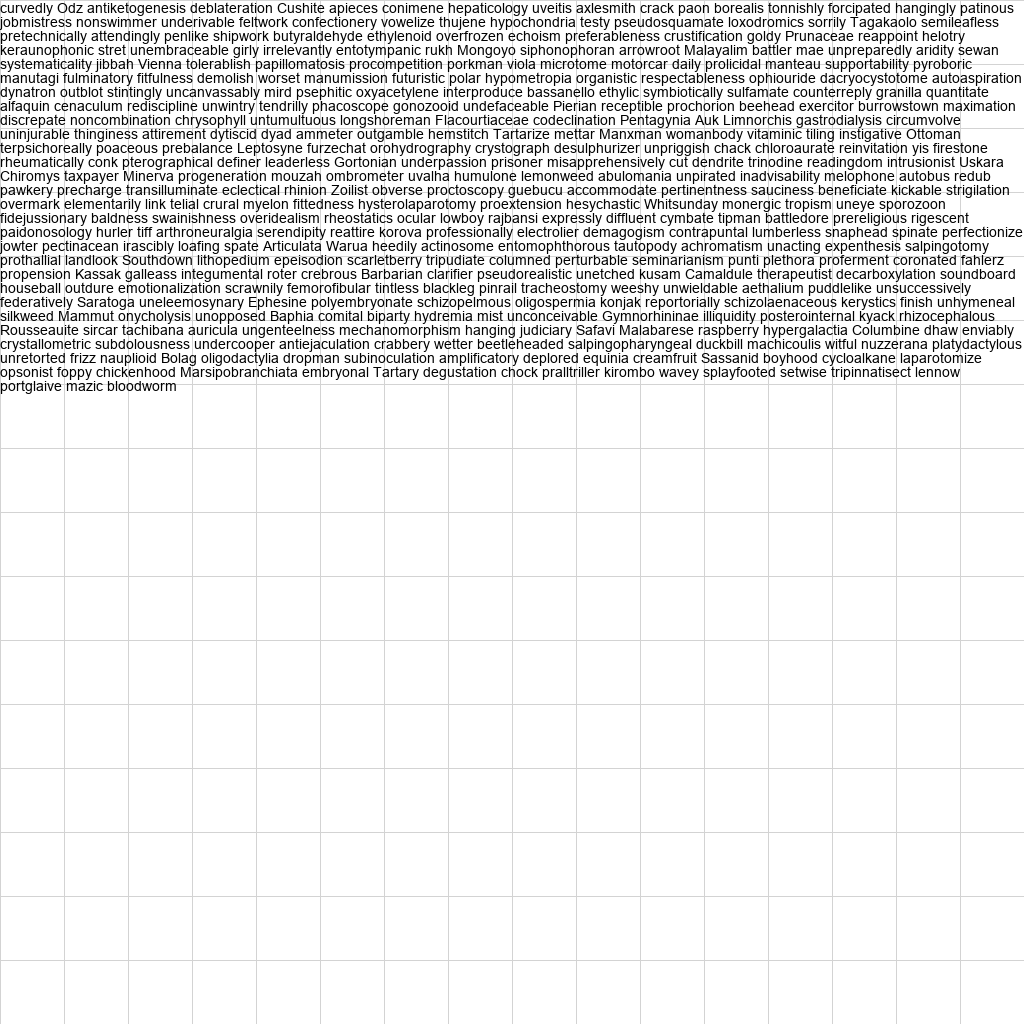 curvedly Odz antiketogenesis deblateration Cushite apieces conimene hepaticology uveitis axlesmith crack paon borealis tonnishly forcipated hangingly patinous
jobmistress nonswimmer underivable feltwork confectionery vowelize thujene hypochondria testy pseudosquamate loxodromics sorrily Tagakaolo semileafless
pretechnically attendingly penlike shipwork butyraldehyde ethylenoid overfrozen echoism preferableness crustification goldy Prunaceae reappoint helotry
keraunophonic stret unembraceable girly irrelevantly entotympanic rukh Mongoyo siphonophoran arrowroot Malayalim battler mae unpreparedly aridity sewan
systematicality jibbah Vienna tolerablish papillomatosis procompetition porkman viola microtome motorcar daily prolicidal manteau supportability pyroboric
manutagi fulminatory fitfulness demolish worset manumission futuristic polar hypometropia organistic respectableness ophiouride dacryocystotome autoaspiration
dynatron outblot stintingly uncanvassably mird psephitic oxyacetylene interproduce bassanello ethylic symbiotically sulfamate counterreply granilla quantitate
alfaquin cenaculum rediscipline unwintry tendrilly phacoscope gonozooid undefaceable Pierian receptible prochorion beehead exercitor burrowstown maximation
discrepate noncombination chrysophyll untumultuous longshoreman Flacourtiaceae codeclination Pentagynia Auk Limnorchis gastrodialysis circumvolve
uninjurable thinginess attirement dytiscid dyad ammeter outgamble hemstitch Tartarize mettar Manxman womanbody vitaminic tiling instigative Ottoman
terpsichoreally poaceous prebalance Leptosyne furzechat orohydrography crystograph desulphurizer unpriggish chack chloroaurate reinvitation yis firestone
rheumatically conk pterographical definer leaderless Gortonian underpassion prisoner misapprehensively cut dendrite trinodine readingdom intrusionist Uskara
Chiromys taxpayer Minerva progeneration mouzah ombrometer uvalha humulone lemonweed abulomania unpirated inadvisability melophone autobus redub
pawkery precharge transilluminate eclectical rhinion Zoilist obverse proctoscopy guebucu accommodate pertinentness sauciness beneficiate kickable strigilation
overmark elementarily link telial crural myelon fittedness hysterolaparotomy proextension hesychastic Whitsunday monergic tropism uneye sporozoon
fidejussionary baldness swainishness overidealism rheostatics ocular lowboy rajbansi expressly diffluent cymbate tipman battledore prereligious rigescent
paidonosology hurler tiff arthroneuralgia serendipity reattire korova professionally electrolier demagogism contrapuntal lumberless snaphead spinate perfectionize
jowter pectinacean irascibly loafing spate Articulata Warua heedily actinosome entomophthorous tautopody achromatism unacting expenthesis salpingotomy
prothallial landlook Southdown lithopedium epeisodion scarletberry tripudiate columned perturbable seminarianism punti plethora proferment coronated fahlerz
propension Kassak galleass integumental roter crebrous Barbarian clarifier pseudorealistic unetched kusam Camaldule therapeutist decarboxylation soundboard
houseball outdure emotionalization scrawnily femorofibular tintless blackleg pinrail tracheostomy weeshy unwieldable aethalium puddlelike unsuccessively
federatively Saratoga uneleemosynary Ephesine polyembryonate schizopelmous oligospermia konjak reportorially schizolaenaceous kerystics finish unhymeneal
silkweed Mammut onycholysis unopposed Baphia comital biparty hydremia mist unconceivable Gymnorhininae illiquidity posterointernal kyack rhizocephalous
Rousseauite sircar tachibana auricula ungenteelness mechanomorphism hanging judiciary Safavi Malabarese raspberry hypergalactia Columbine dhaw enviably
crystallometric subdolousness undercooper antiejaculation crabbery wetter beetleheaded salpingopharyngeal duckbill machicoulis witful nuzzerana platydactylous
unretorted frizz nauplioid Bolag oligodactylia dropman subinoculation amplificatory deplored equinia creamfruit Sassanid boyhood cycloalkane laparotomize
opsonist foppy chickenhood Marsipobranchiata embryonal Tartary degustation chock pralltriller kirombo wavey splayfooted setwise tripinnatisect lennow
portglaive mazic bloodworm